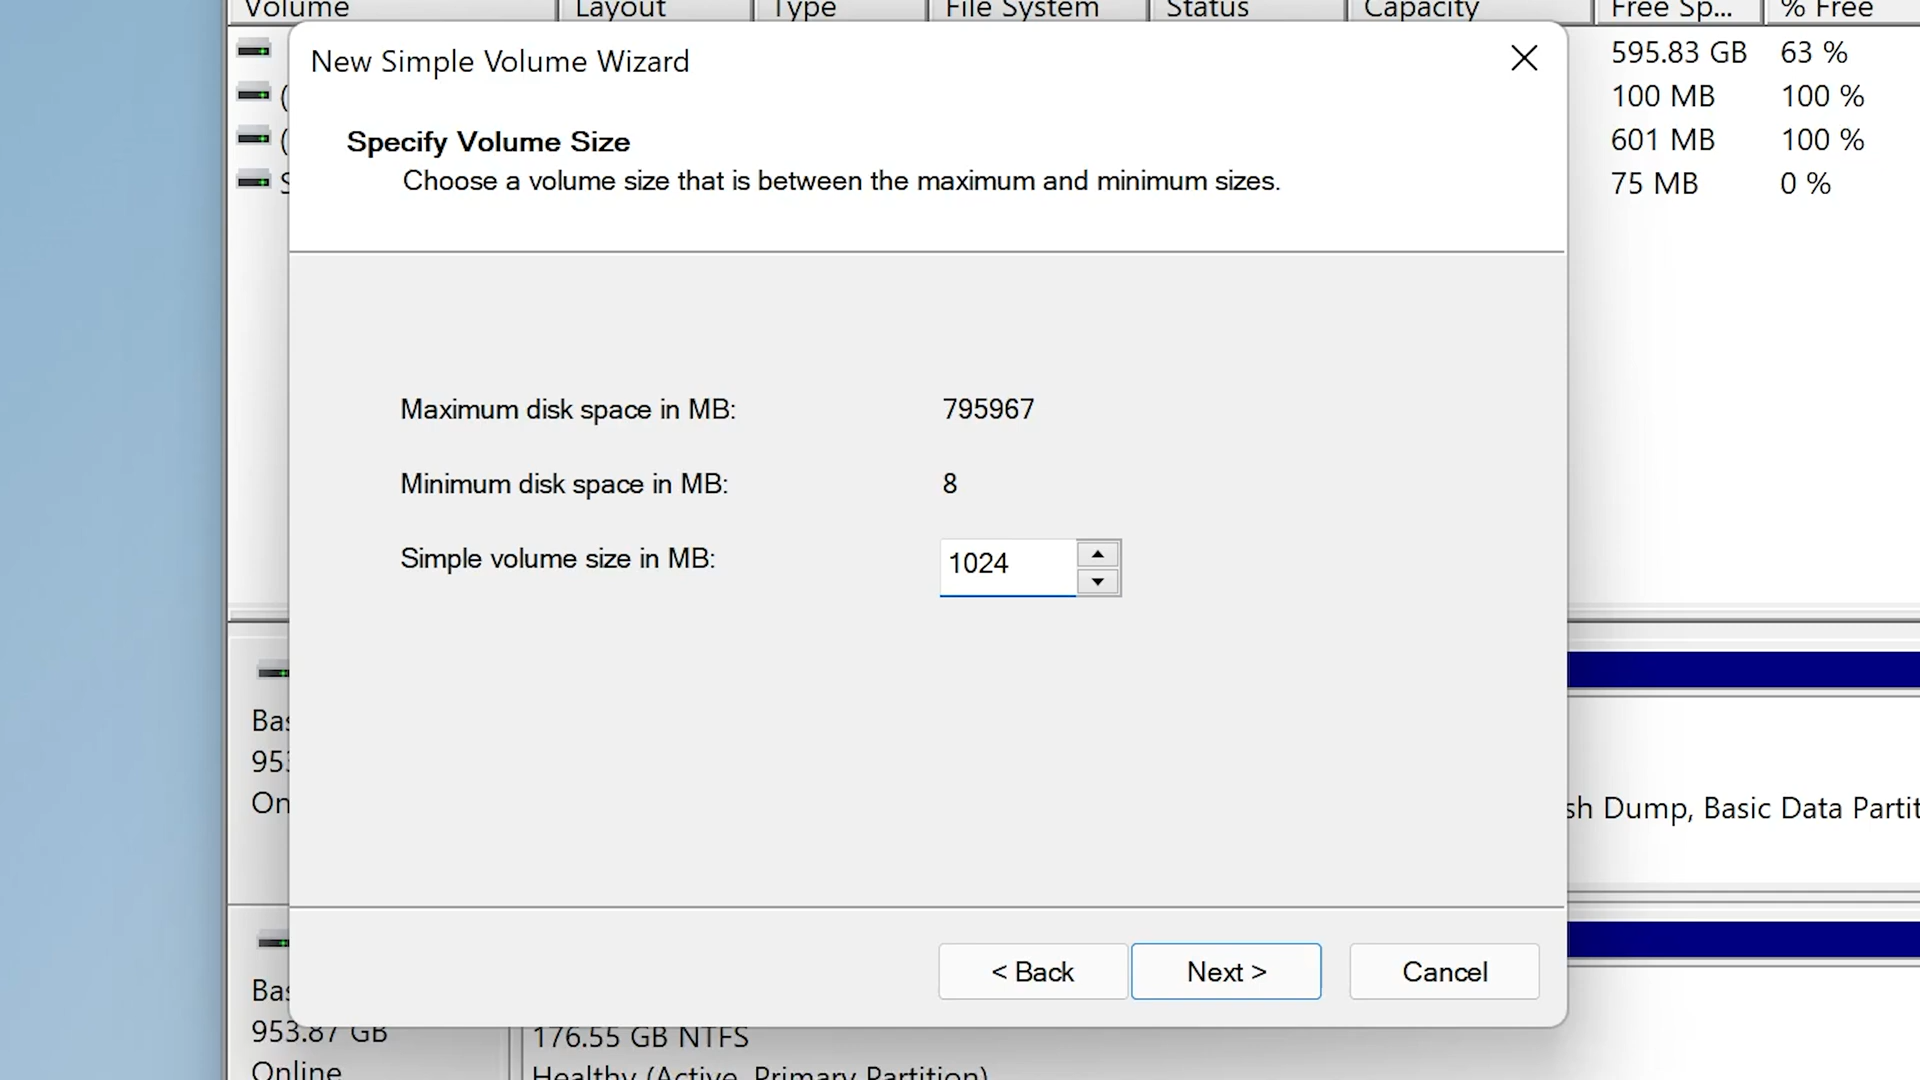 Volume Layout Type File System Status Capacity Free Sp... % Free
New Simple Volume Wizard
595.83 GB 63 %
( 100 MB 100 %
( 601 MB 100 %
S 75 MB 0 %
Specify Volume Size
Choose a volume size that is between the maximum and minimum sizes.
Maximum disk space in MB: 795967
Minimum disk space in MB: 8
Simple volume size in MB: 1024
Bas
953
On
sh Dump, Basic Data Partit
< Back Next > Cancel
Bas
953.87 GB 176.55 GB NTFS
Online Healthy (Active, Primary Partition)